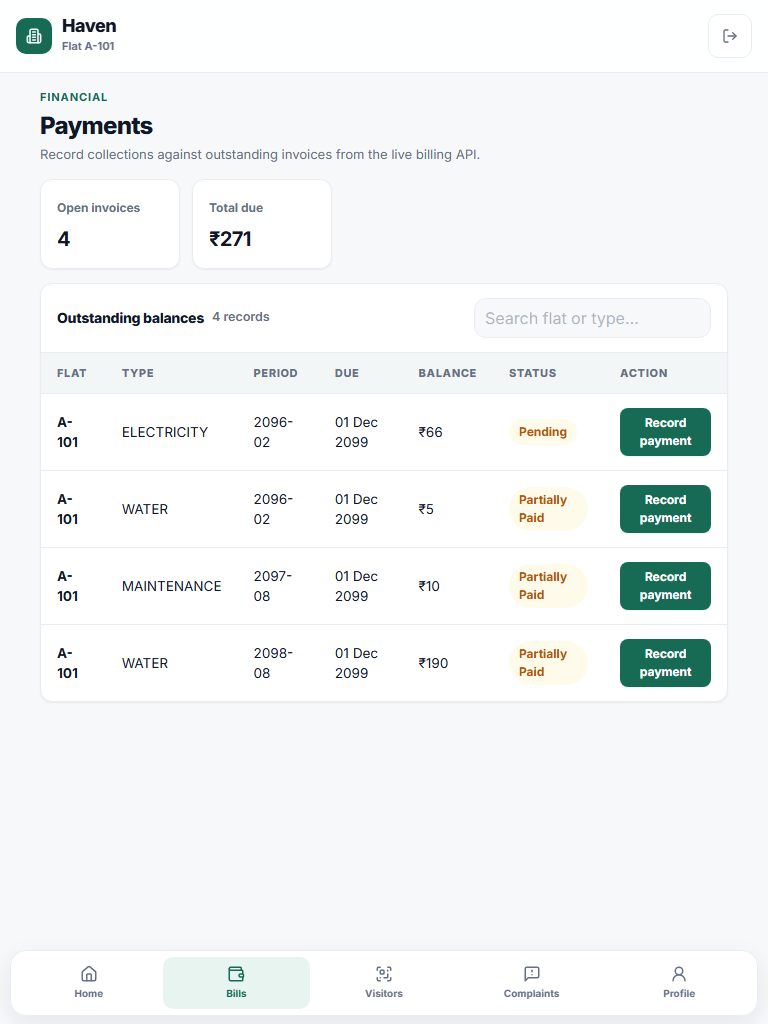 Haven
Flat A-101
FINANCIAL
Payments
Record collections against outstanding invoices from the live billing API.
Open invoices
4
Total due
₹271
Outstanding balances 4 records
Search flat or type...
FLAT TYPE PERIOD DUE BALANCE STATUS ACTION
A-
101
ELECTRICITY
2096-
02
01 Dec
2099
₹66
Pending
Record
payment
A-
101
WATER
2096-
02
01 Dec
2099
₹5
Partially
Paid
Record
payment
A-
101
MAINTENANCE
2097-
08
01 Dec
2099
₹10
Partially
Paid
Record
payment
A-
101
WATER
2098-
08
01 Dec
2099
₹190
Partially
Paid
Record
payment
Home
Bills
Visitors
Complaints
Profile